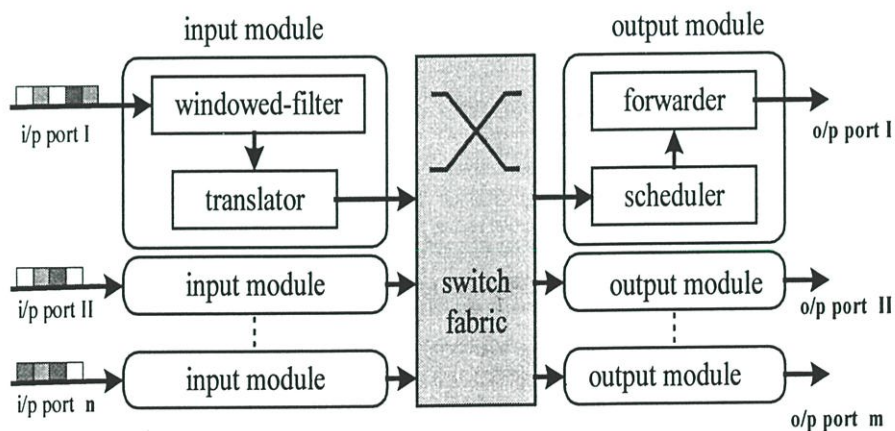 input module
output module
windowed-filter
forwarder
i/p port I
o/p port I
translator
scheduler
input module
switch
fabric
output module
i/p port II
o/p port II
input module
output module
i/p port n
o/p port m